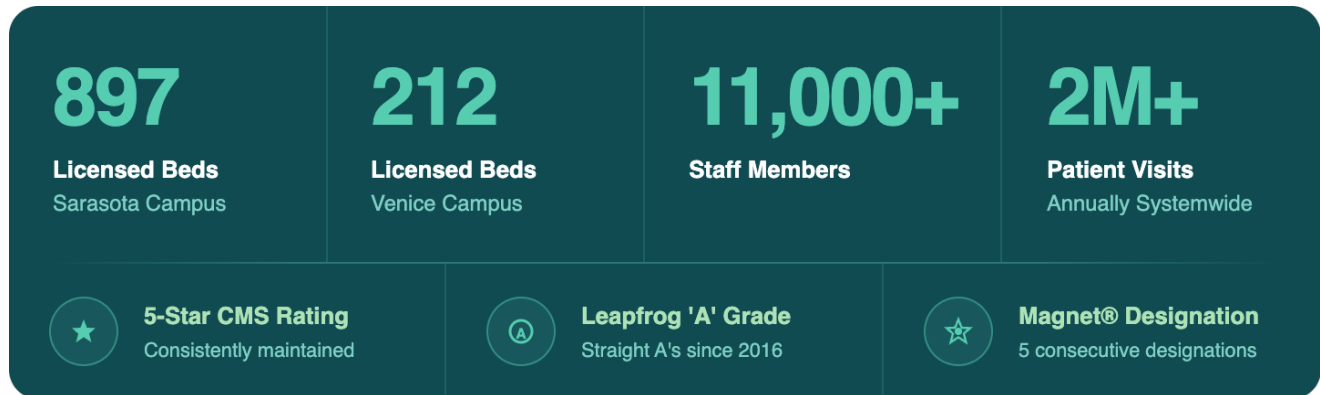 897
Licensed Beds
Sarasota Campus
212
Licensed Beds
Venice Campus
11,000+
Staff Members
2M+
Patient Visits
Annually Systemwide
5-Star CMS Rating
Consistently maintained
A
Leapfrog 'A' Grade
Straight A's since 2016
Magnet® Designation
5 consecutive designations